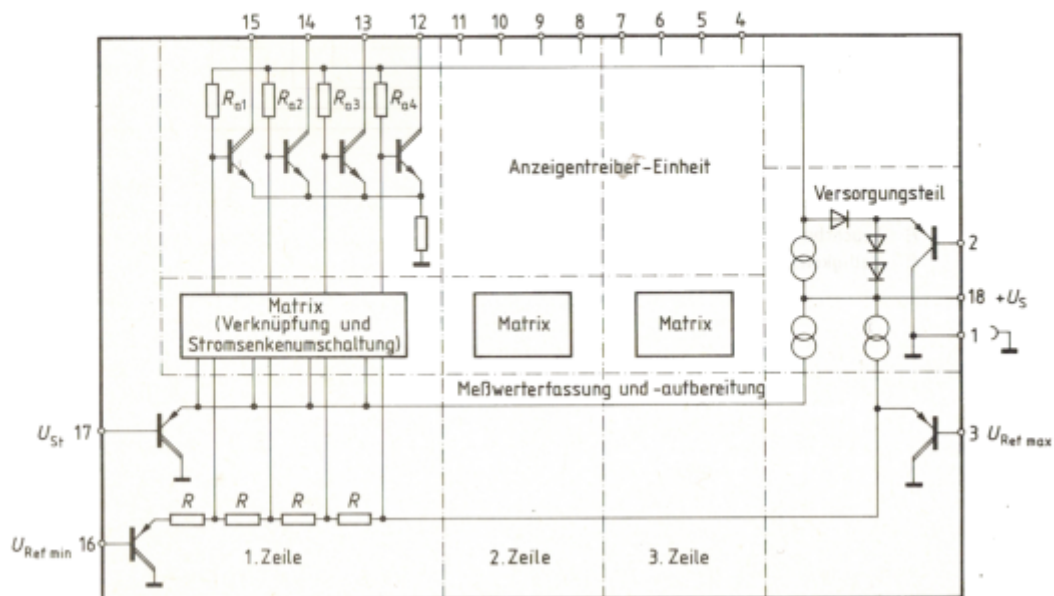 15 14 13 12 11 10 9 8 7 6 5 4
Ra1 Ra2 Ra3 Ra4
Anzeigentreiber-Einheit
Versorgungsteil
2
18 +US
1
Matrix
(Verknüpfung und
Stromsenkenumschaltung)
Matrix
Matrix
Meßwerterfassung und -aufbereitung
USt 17
3 URef max
R R R R
URef min 16
1. Zeile 2. Zeile 3. Zeile